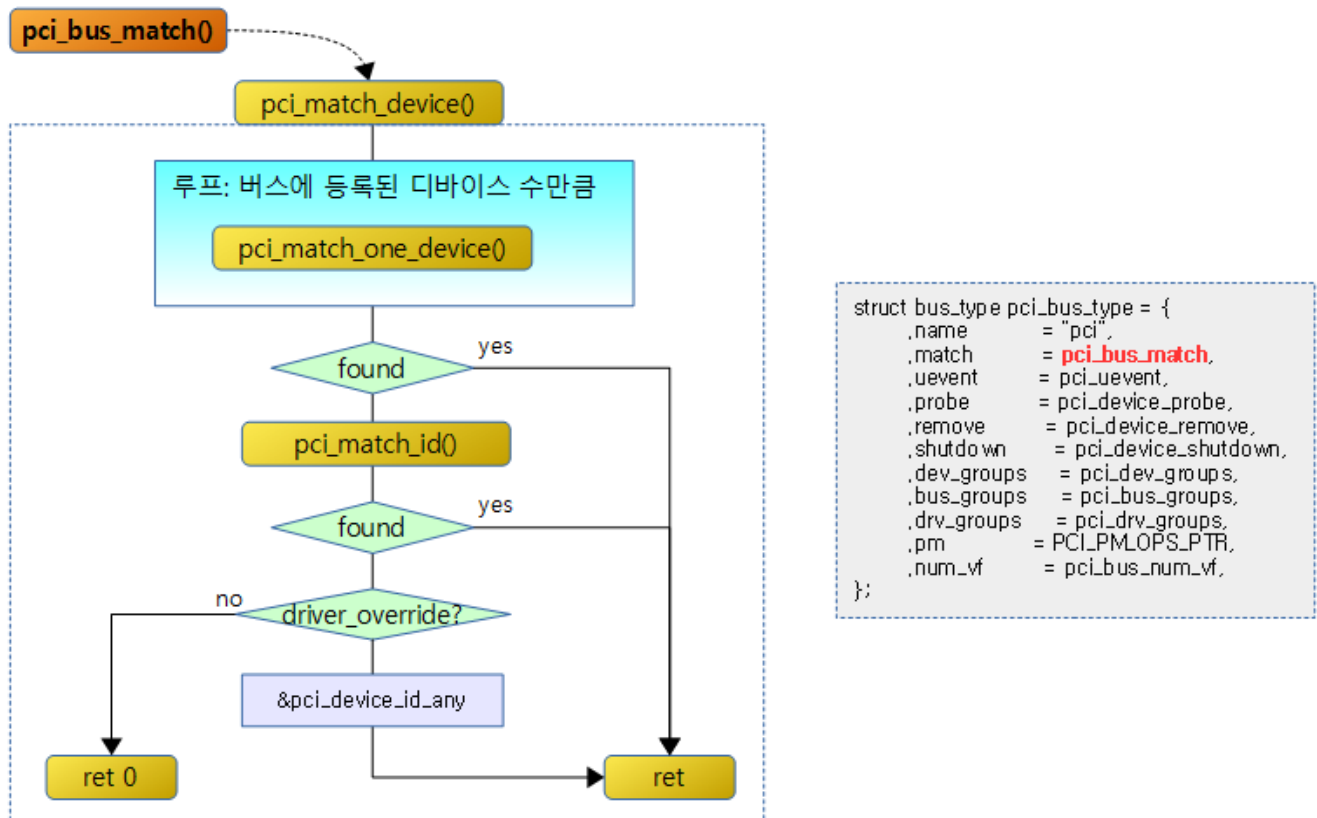 pci_bus_match()
pci_match_device()
루프: 버스에 등록된 디바이스 수만큼
pci_match_one_device()
found
yes
pci_match_id()
found
yes
driver_override?
no
&pci_device_id_any
ret 0
ret
struct bus_type pci_bus_type = {
.name = "pci",
.match = pci_bus_match,
.uevent = pci_uevent,
.probe = pci_device_probe,
.remove = pci_device_remove,
.shutdown = pci_device_shutdown,
.dev_groups = pci_dev_groups,
.bus_groups = pci_bus_groups,
.drv_groups = pci_drv_groups,
.pm = PCI_PM_OPS_PTR,
.num_vf = pci_bus_num_vf,
};